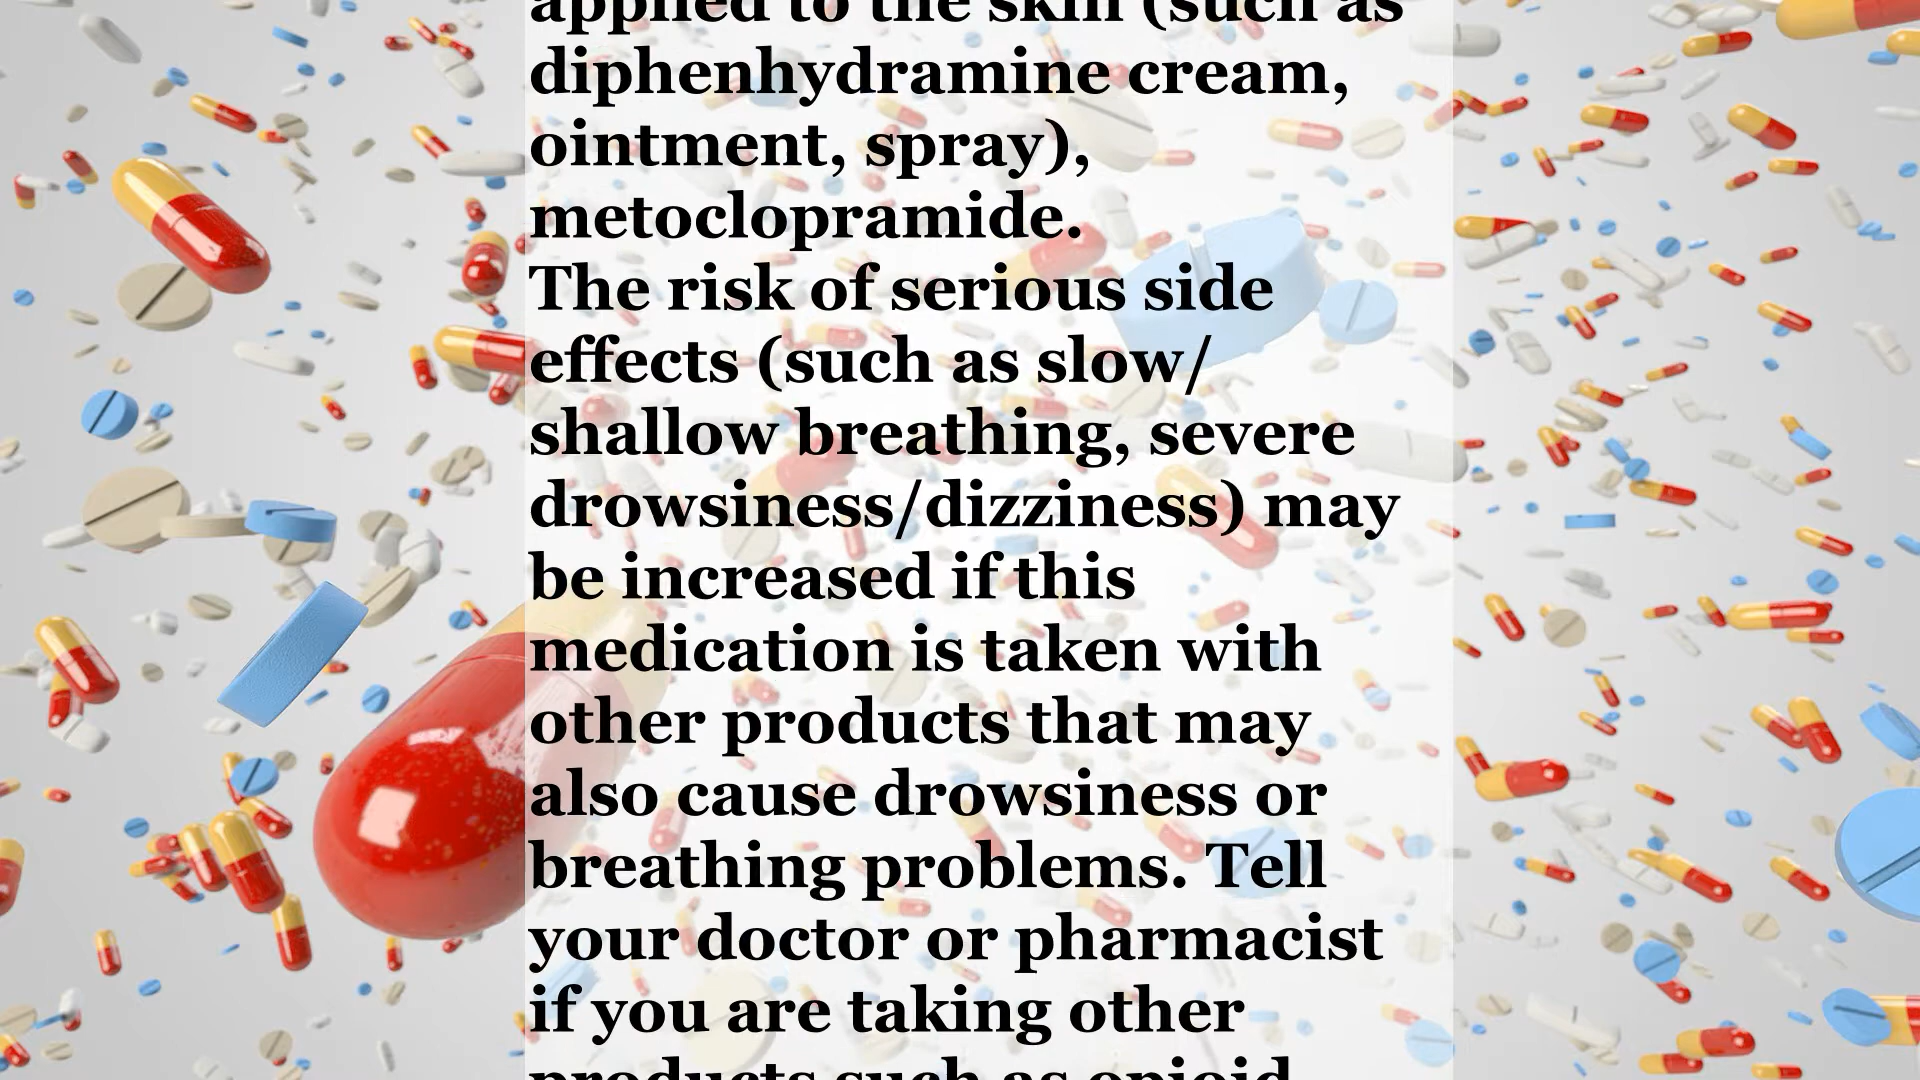 applied to the skin (such as
diphenhydramine cream,
ointment, spray),
metoclopramide.
The risk of serious side
effects (such as slow/
shallow breathing, severe
drowsiness/dizziness) may
be increased if this
medication is taken with
other products that may
also cause drowsiness or
breathing problems. Tell
your doctor or pharmacist
if you are taking other
products such as opioid